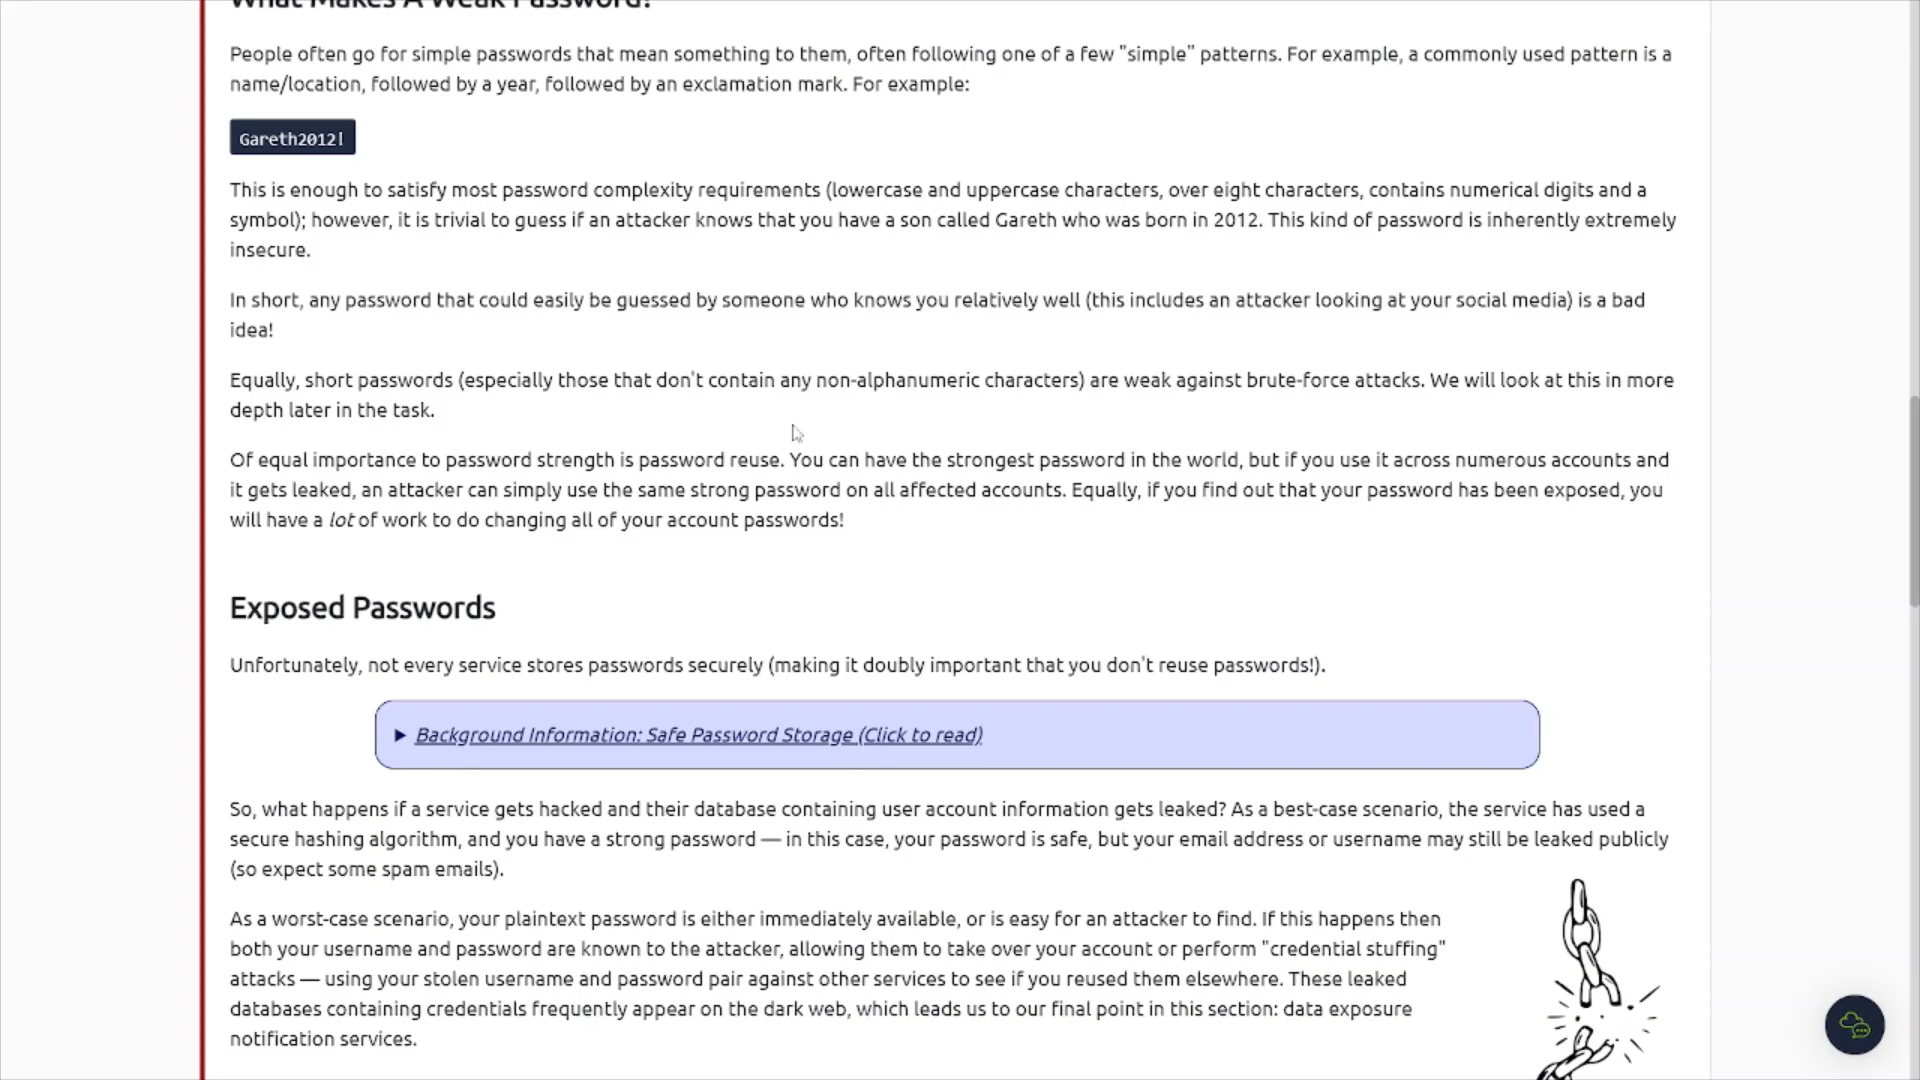 What Makes A Weak Password?
People often go for simple passwords that mean something to them, often following one of a few "simple" patterns. For example, a commonly used pattern is a
name/location, followed by a year, followed by an exclamation mark. For example:
Gareth2012!
This is enough to satisfy most password complexity requirements (lowercase and uppercase characters, over eight characters, contains numerical digits and a
symbol); however, it is trivial to guess if an attacker knows that you have a son called Gareth who was born in 2012. This kind of password is inherently extremely
insecure.
In short, any password that could easily be guessed by someone who knows you relatively well (this includes an attacker looking at your social media) is a bad
idea!
Equally, short passwords (especially those that don't contain any non-alphanumeric characters) are weak against brute-force attacks. We will look at this in more
depth later in the task.
Of equal importance to password strength is password reuse. You can have the strongest password in the world, but if you use it across numerous accounts and
it gets leaked, an attacker can simply use the same strong password on all affected accounts. Equally, if you find out that your password has been exposed, you
will have a lot of work to do changing all of your account passwords!
Exposed Passwords
Unfortunately, not every service stores passwords securely (making it doubly important that you don't reuse passwords!).
Background Information: Safe Password Storage (Click to read)
So, what happens if a service gets hacked and their database containing user account information gets leaked? As a best-case scenario, the service has used a
secure hashing algorithm, and you have a strong password — in this case, your password is safe, but your email address or username may still be leaked publicly
(so expect some spam emails).
As a worst-case scenario, your plaintext password is either immediately available, or is easy for an attacker to find. If this happens then
both your username and password are known to the attacker, allowing them to take over your account or perform "credential stuffing"
attacks — using your stolen username and password pair against other services to see if you reused them elsewhere. These leaked
databases containing credentials frequently appear on the dark web, which leads us to our final point in this section: data exposure
notification services.